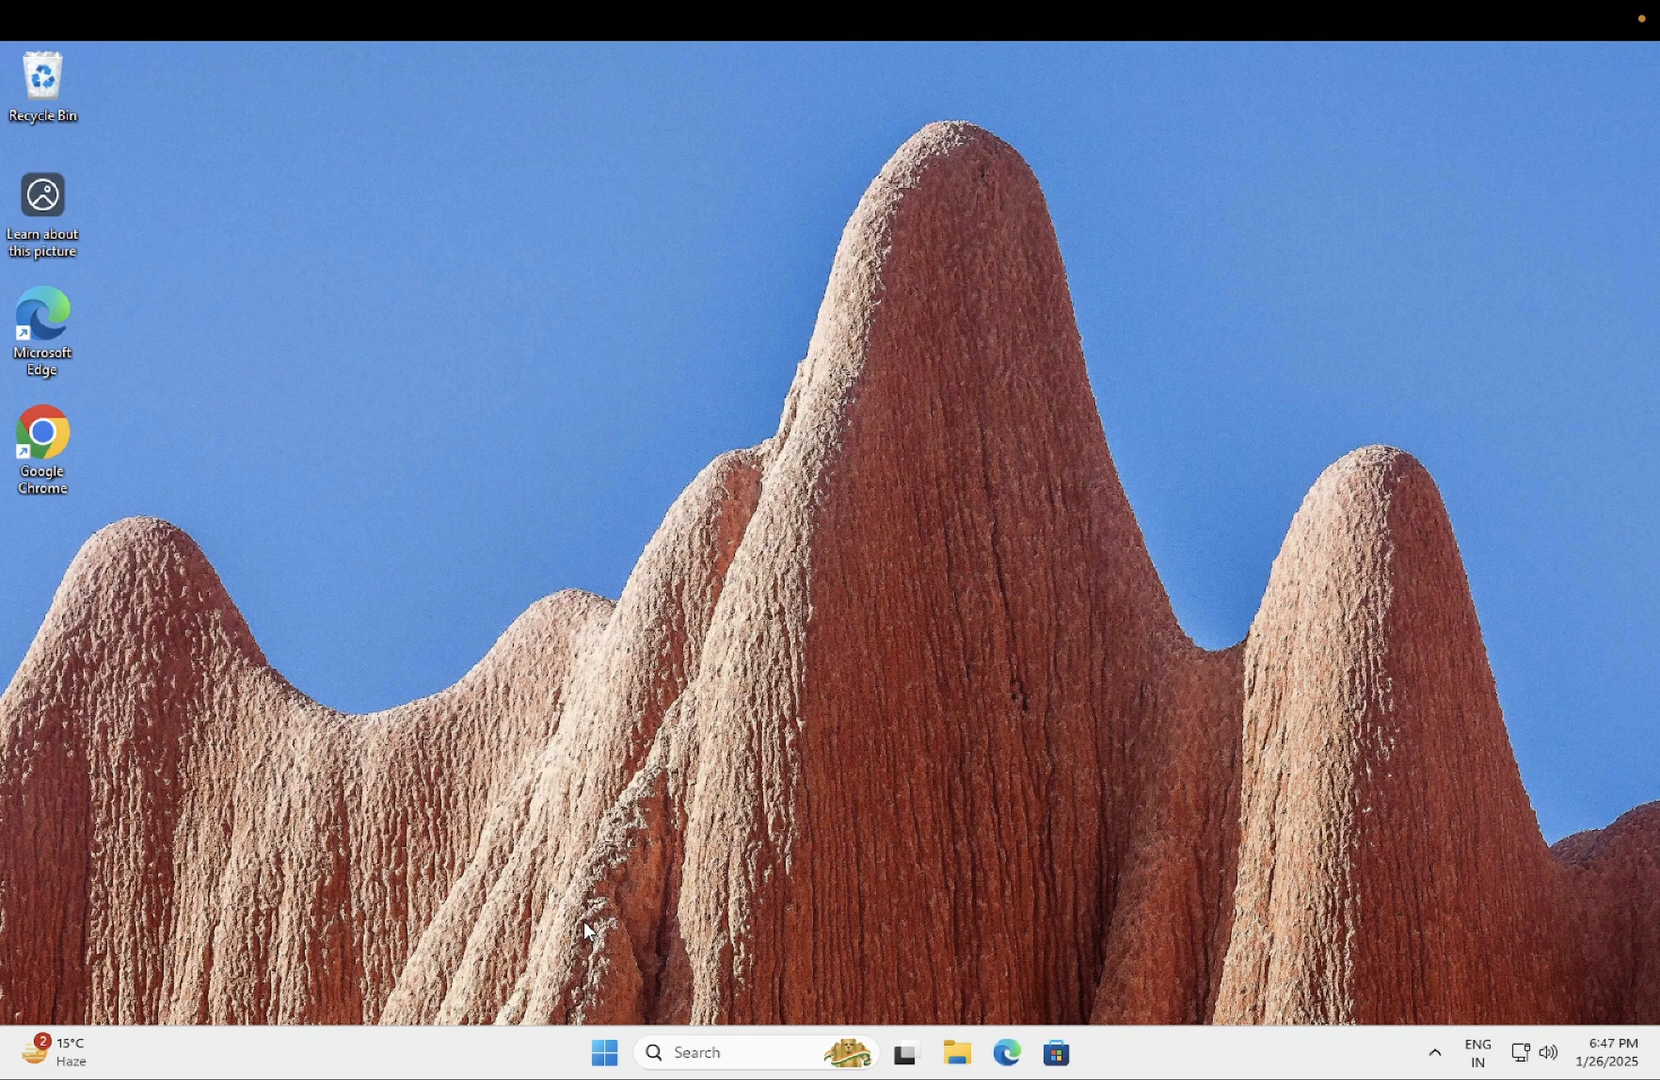 Recycle Bin
Learn about
this picture
Microsoft
Edge
Google
Chrome
2
15°C
Haze
Search
ENG
IN
6:47 PM
1/26/2025